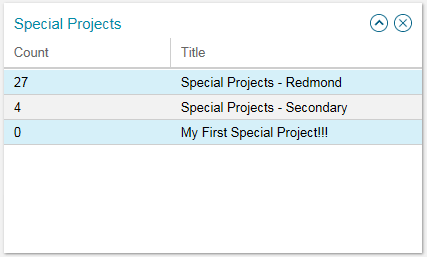 Special Projects
Count Title
27 Special Projects - Redmond
4 Special Projects - Secondary
0 My First Special Project!!!